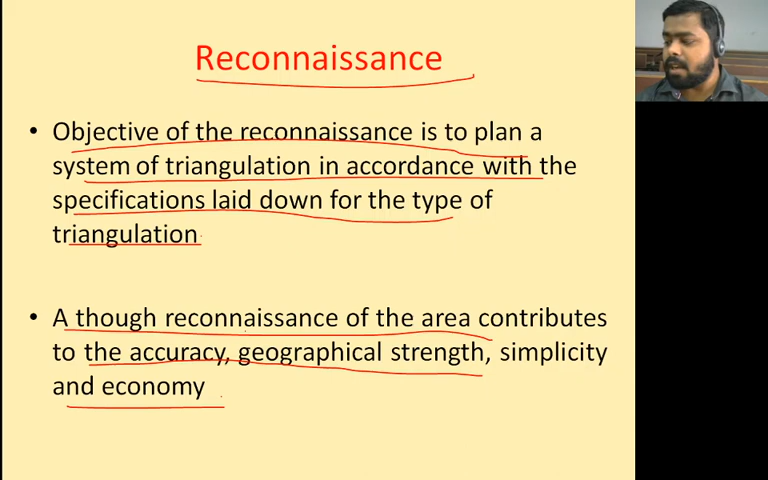 Reconnaissance
• Objective of the reconnaissance is to plan a
system of triangulation in accordance with the
specifications laid down for the type of
triangulation
• A though reconnaissance of the area contributes
to the accuracy, geographical strength, simplicity
and economy